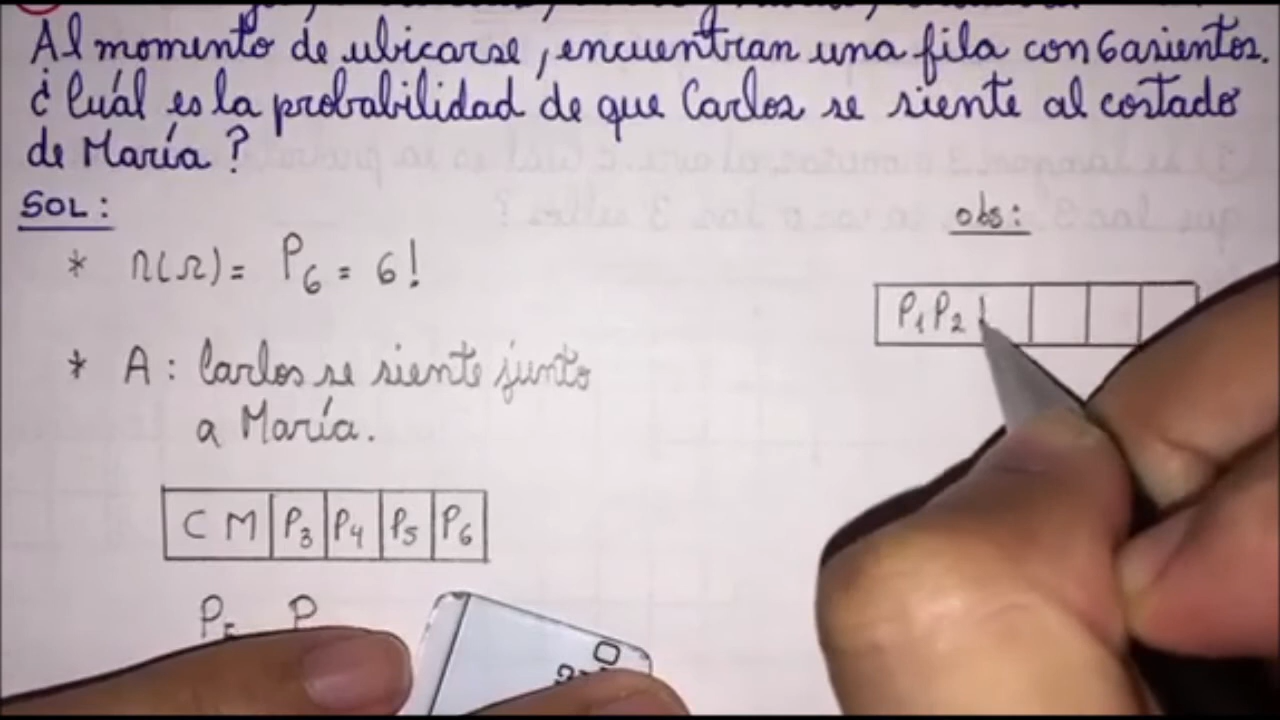 Al momento de ubicarse, encuentran una fila con 6 asientos.
¿Cuál es la probabilidad de que Carlos se siente al costado
de María?
SOL:
* n(Ω) = P₆ = 6!
* A: Carlos se siente junto
a María.
C M P₃ P₄ P₅ P₆
obs:
P₁ P₂